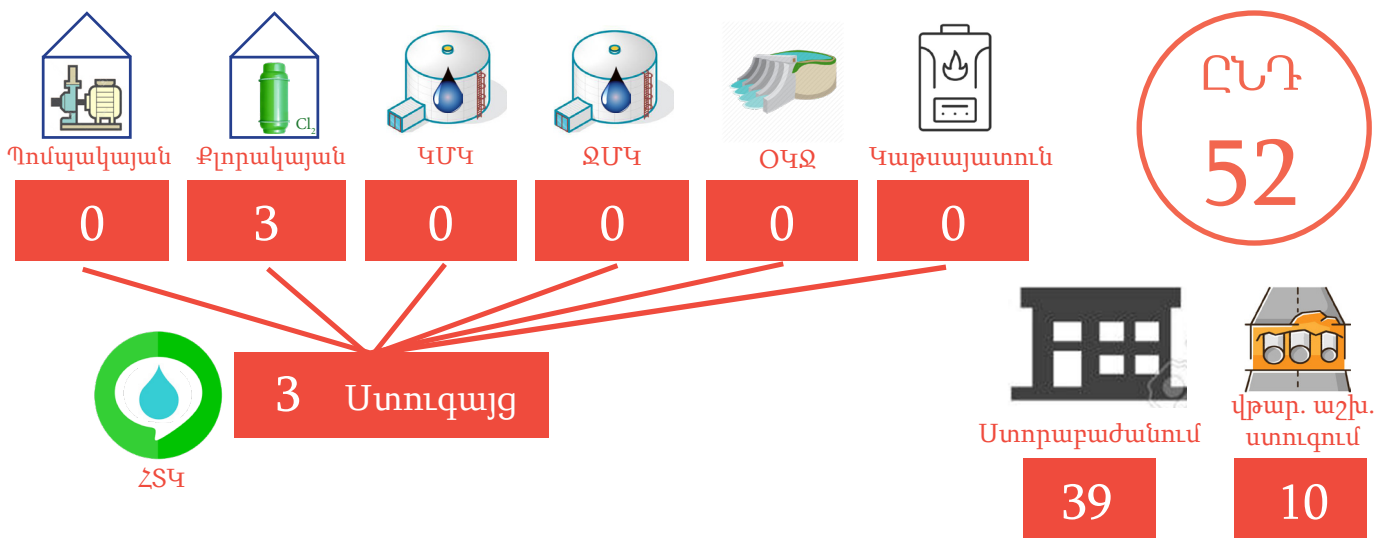 ԸՆԴ
52
Cl2
Պոմպակայան
Քլորակայան
ԿՄԿ
ՋՄԿ
ՕԿՋ
Կաթսայատուն
0
3
0
0
0
0
3 Ստուգայց
ՀՏԿ
Ստորաբաժանում
վթար. աշխ.
ստուգում
39
10